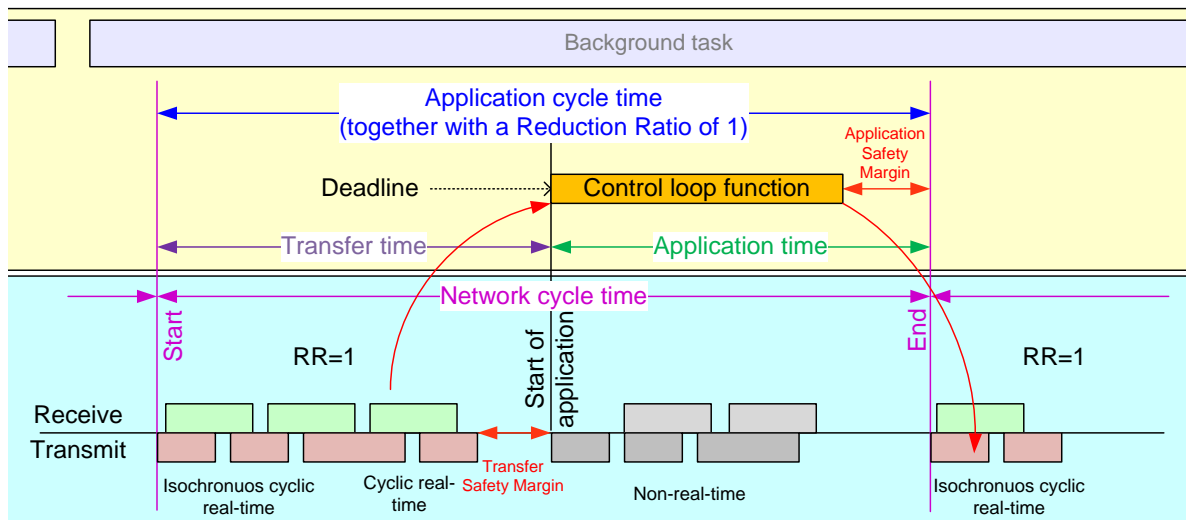 Background task
Application cycle time
(together with a Reduction Ratio of 1)
Application
Safety
Margin
Deadline
Control loop function
Transfer time
Application time
Network cycle time
Start
End
RR=1
Start of
application
RR=1
Receive
Transmit
Transfer
Safety Margin
Isochronuos cyclic
real-time
Cyclic real-
time
Non-real-time
Isochronuos cyclic
real-time